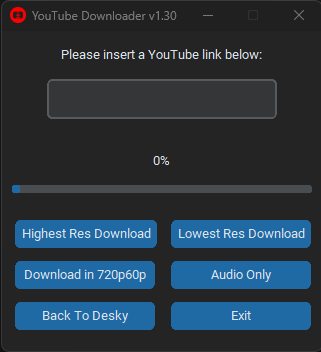 YouTube Downloader v1.30
Please insert a YouTube link below:
0%
Highest Res Download
Lowest Res Download
Download in 720p60p
Audio Only
Back To Desky
Exit